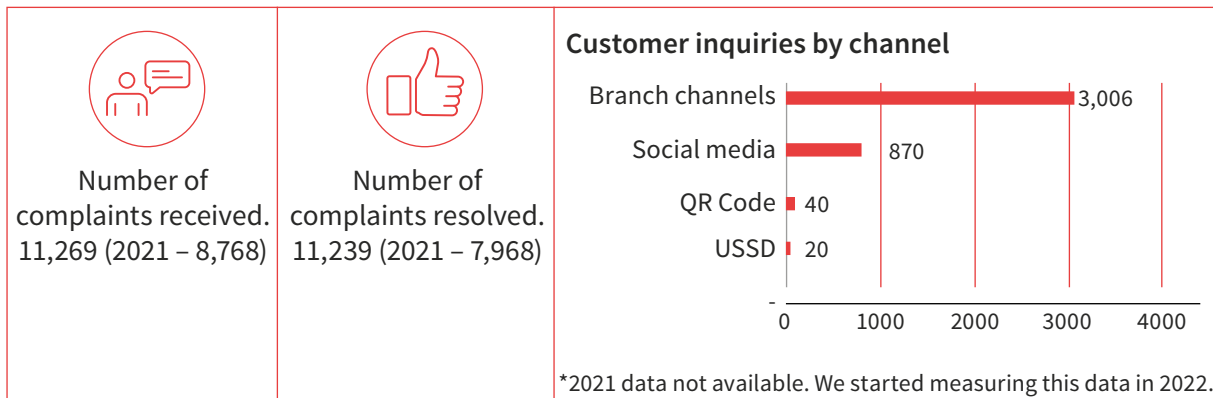 Number of
complaints received.
11,269 (2021 – 8,768)
Number of
complaints resolved.
11,239 (2021 – 7,968)
Customer inquiries by channel
Branch channels 3,006
Social media 870
QR Code 40
USSD 20
-
0 1000 2000 3000 4000
*2021 data not available. We started measuring this data in 2022.